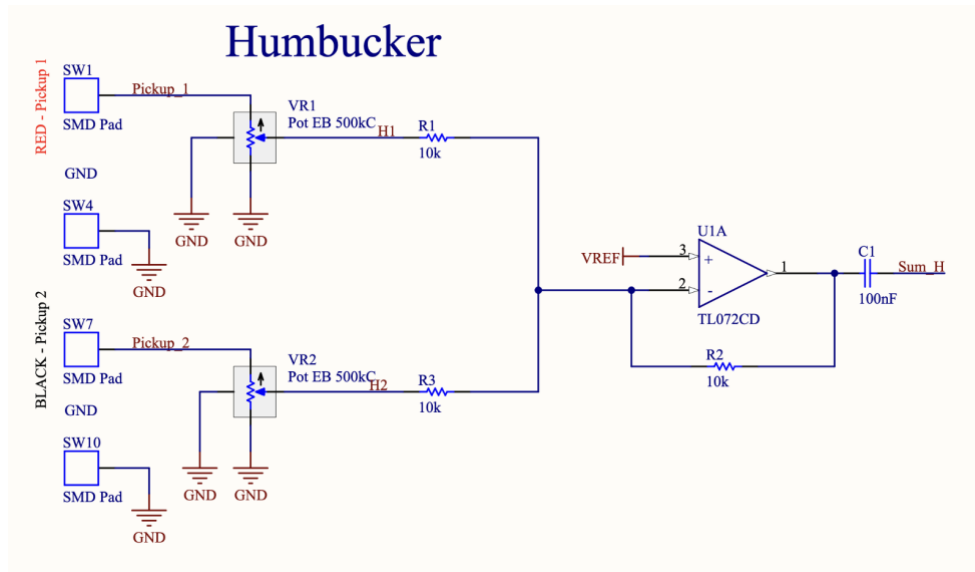 Humbucker
RED - Pickup 1
SW1
Pickup_1
SMD Pad
VR1
Pot EB 500kC
H1
R1
10k
GND
SW4
SMD Pad
GND
GND
GND
U1A
VREF
3
+
2
-
1
TL072CD
C1
100nF
Sum_H
R2
10k
BLACK - Pickup 2
SW7
Pickup_2
SMD Pad
VR2
Pot EB 500kC
H2
R3
10k
GND
SW10
SMD Pad
GND
GND
GND